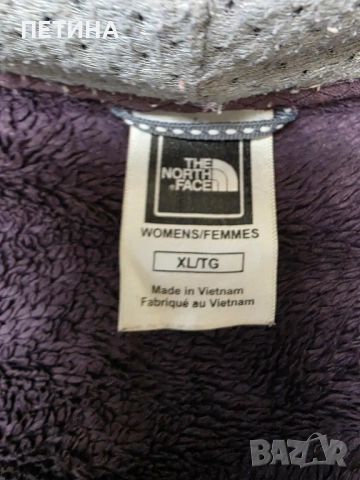 ПЕТИНА
THE
NORTH
FACE
WOMENS/FEMMES
XL/TG
Made in Vietnam
Fabriqué au Vietnam
BAZAR